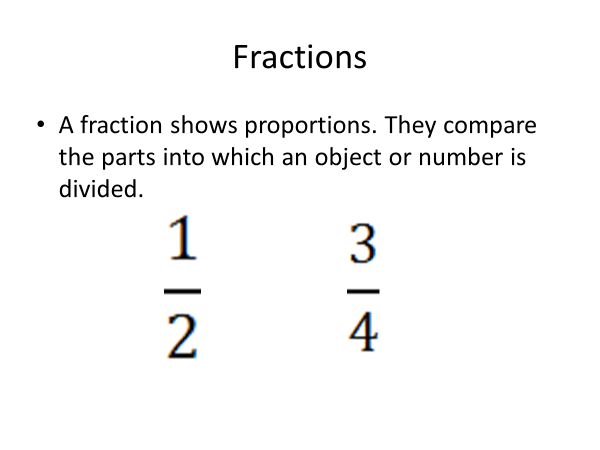 Fractions
• A fraction shows proportions. They compare
the parts into which an object or number is
divided.
1/2 3/4